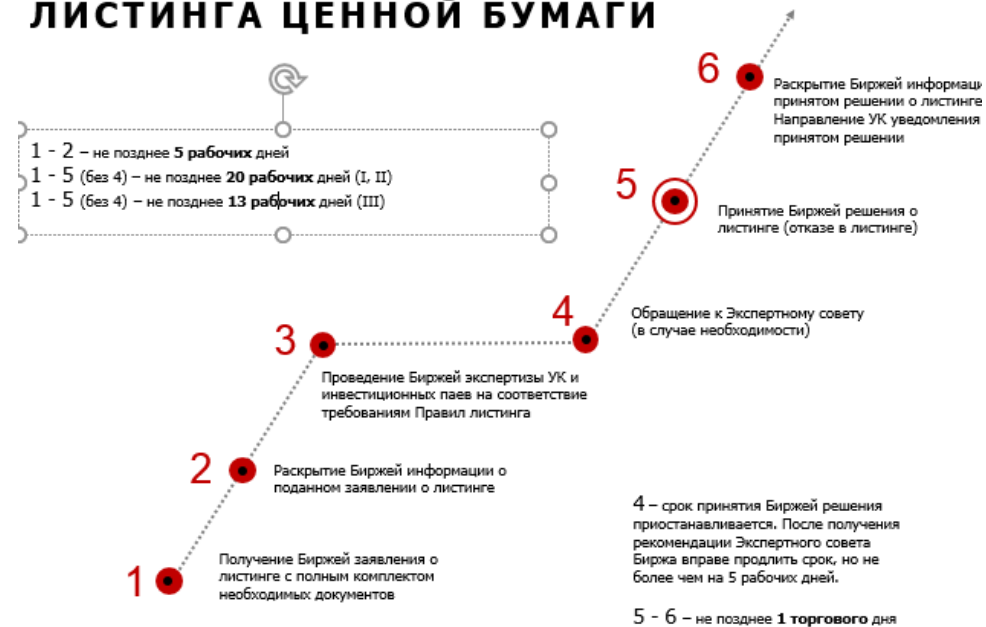 ЛИСТИНГА ЦЕННОЙ БУМАГИ
1 - 2 – не позднее 5 рабочих дней
1 - 5 (без 4) – не позднее 20 рабочих дней (I, II)
1 - 5 (без 4) – не позднее 13 рабочих дней (III)
6
Раскрытие Биржей информаци
принятом решении о листинге
Направление УК уведомления
принятом решении
5
Принятие Биржей решения о
листинге (отказе в листинге)
4
Обращение к Экспертному совету
(в случае необходимости)
3
Проведение Биржей экспертизы УК и
инвестиционных паев на соответствие
требованиям Правил листинга
2
Раскрытие Биржей информации о
поданном заявлении о листинге
1
Получение Биржей заявления о
листинге с полным комплектом
необходимых документов
4 – срок принятия Биржей решения
приостанавливается. После получения
рекомендации Экспертного совета
Биржа вправе продлить срок, но не
более чем на 5 рабочих дней.
5 - 6 – не позднее 1 торгового дня